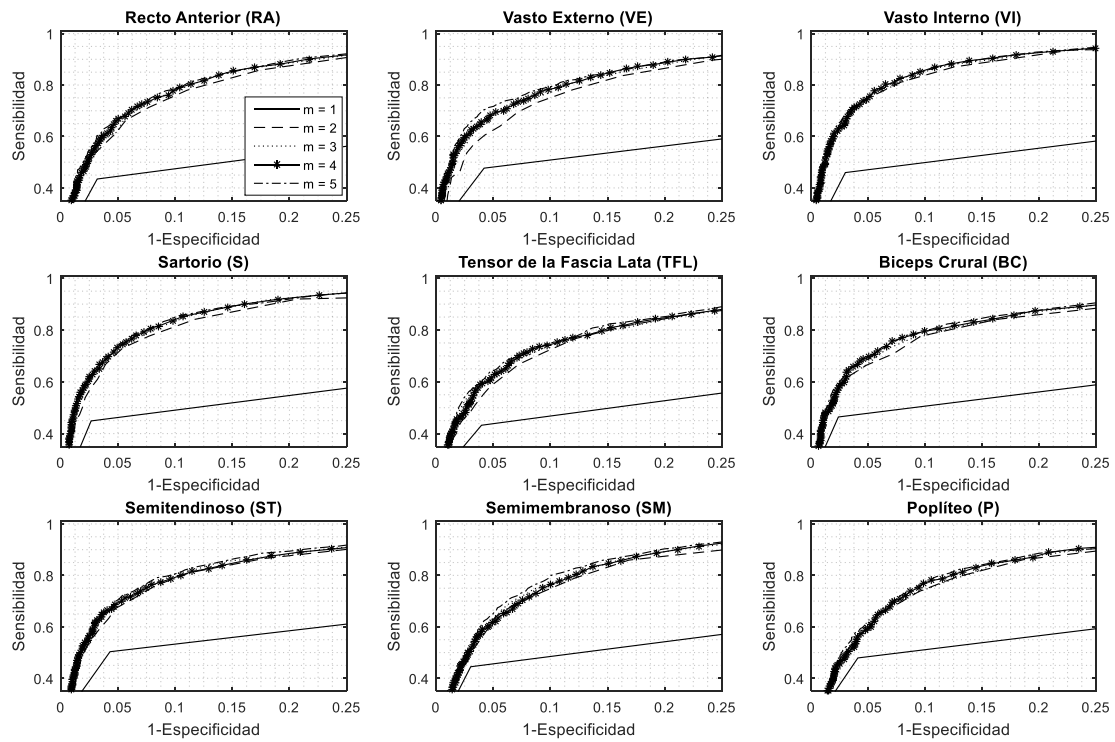 Recto Anterior (RA)
Vasto Externo (VE)
Vasto Interno (VI)
1
0.8
0.6
0.4
Sensibilidad
m = 1
m = 2
m = 3
m = 4
m = 5
0 0.05 0.1 0.15 0.2 0.25
1-Especificidad
1
0.8
0.6
0.4
Sensibilidad
0 0.05 0.1 0.15 0.2 0.25
1-Especificidad
1
0.8
0.6
0.4
Sensibilidad
0 0.05 0.1 0.15 0.2 0.25
1-Especificidad
Sartorio (S)
Tensor de la Fascia Lata (TFL)
Biceps Crural (BC)
1
0.8
0.6
0.4
Sensibilidad
0 0.05 0.1 0.15 0.2 0.25
1-Especificidad
1
0.8
0.6
0.4
Sensibilidad
0 0.05 0.1 0.15 0.2 0.25
1-Especificidad
1
0.8
0.6
0.4
Sensibilidad
0 0.05 0.1 0.15 0.2 0.25
1-Especificidad
Semitendinoso (ST)
Semimembranoso (SM)
Poplíteo (P)
1
0.8
0.6
0.4
Sensibilidad
0 0.05 0.1 0.15 0.2 0.25
1-Especificidad
1
0.8
0.6
0.4
Sensibilidad
0 0.05 0.1 0.15 0.2 0.25
1-Especificidad
1
0.8
0.6
0.4
Sensibilidad
0 0.05 0.1 0.15 0.2 0.25
1-Especificidad